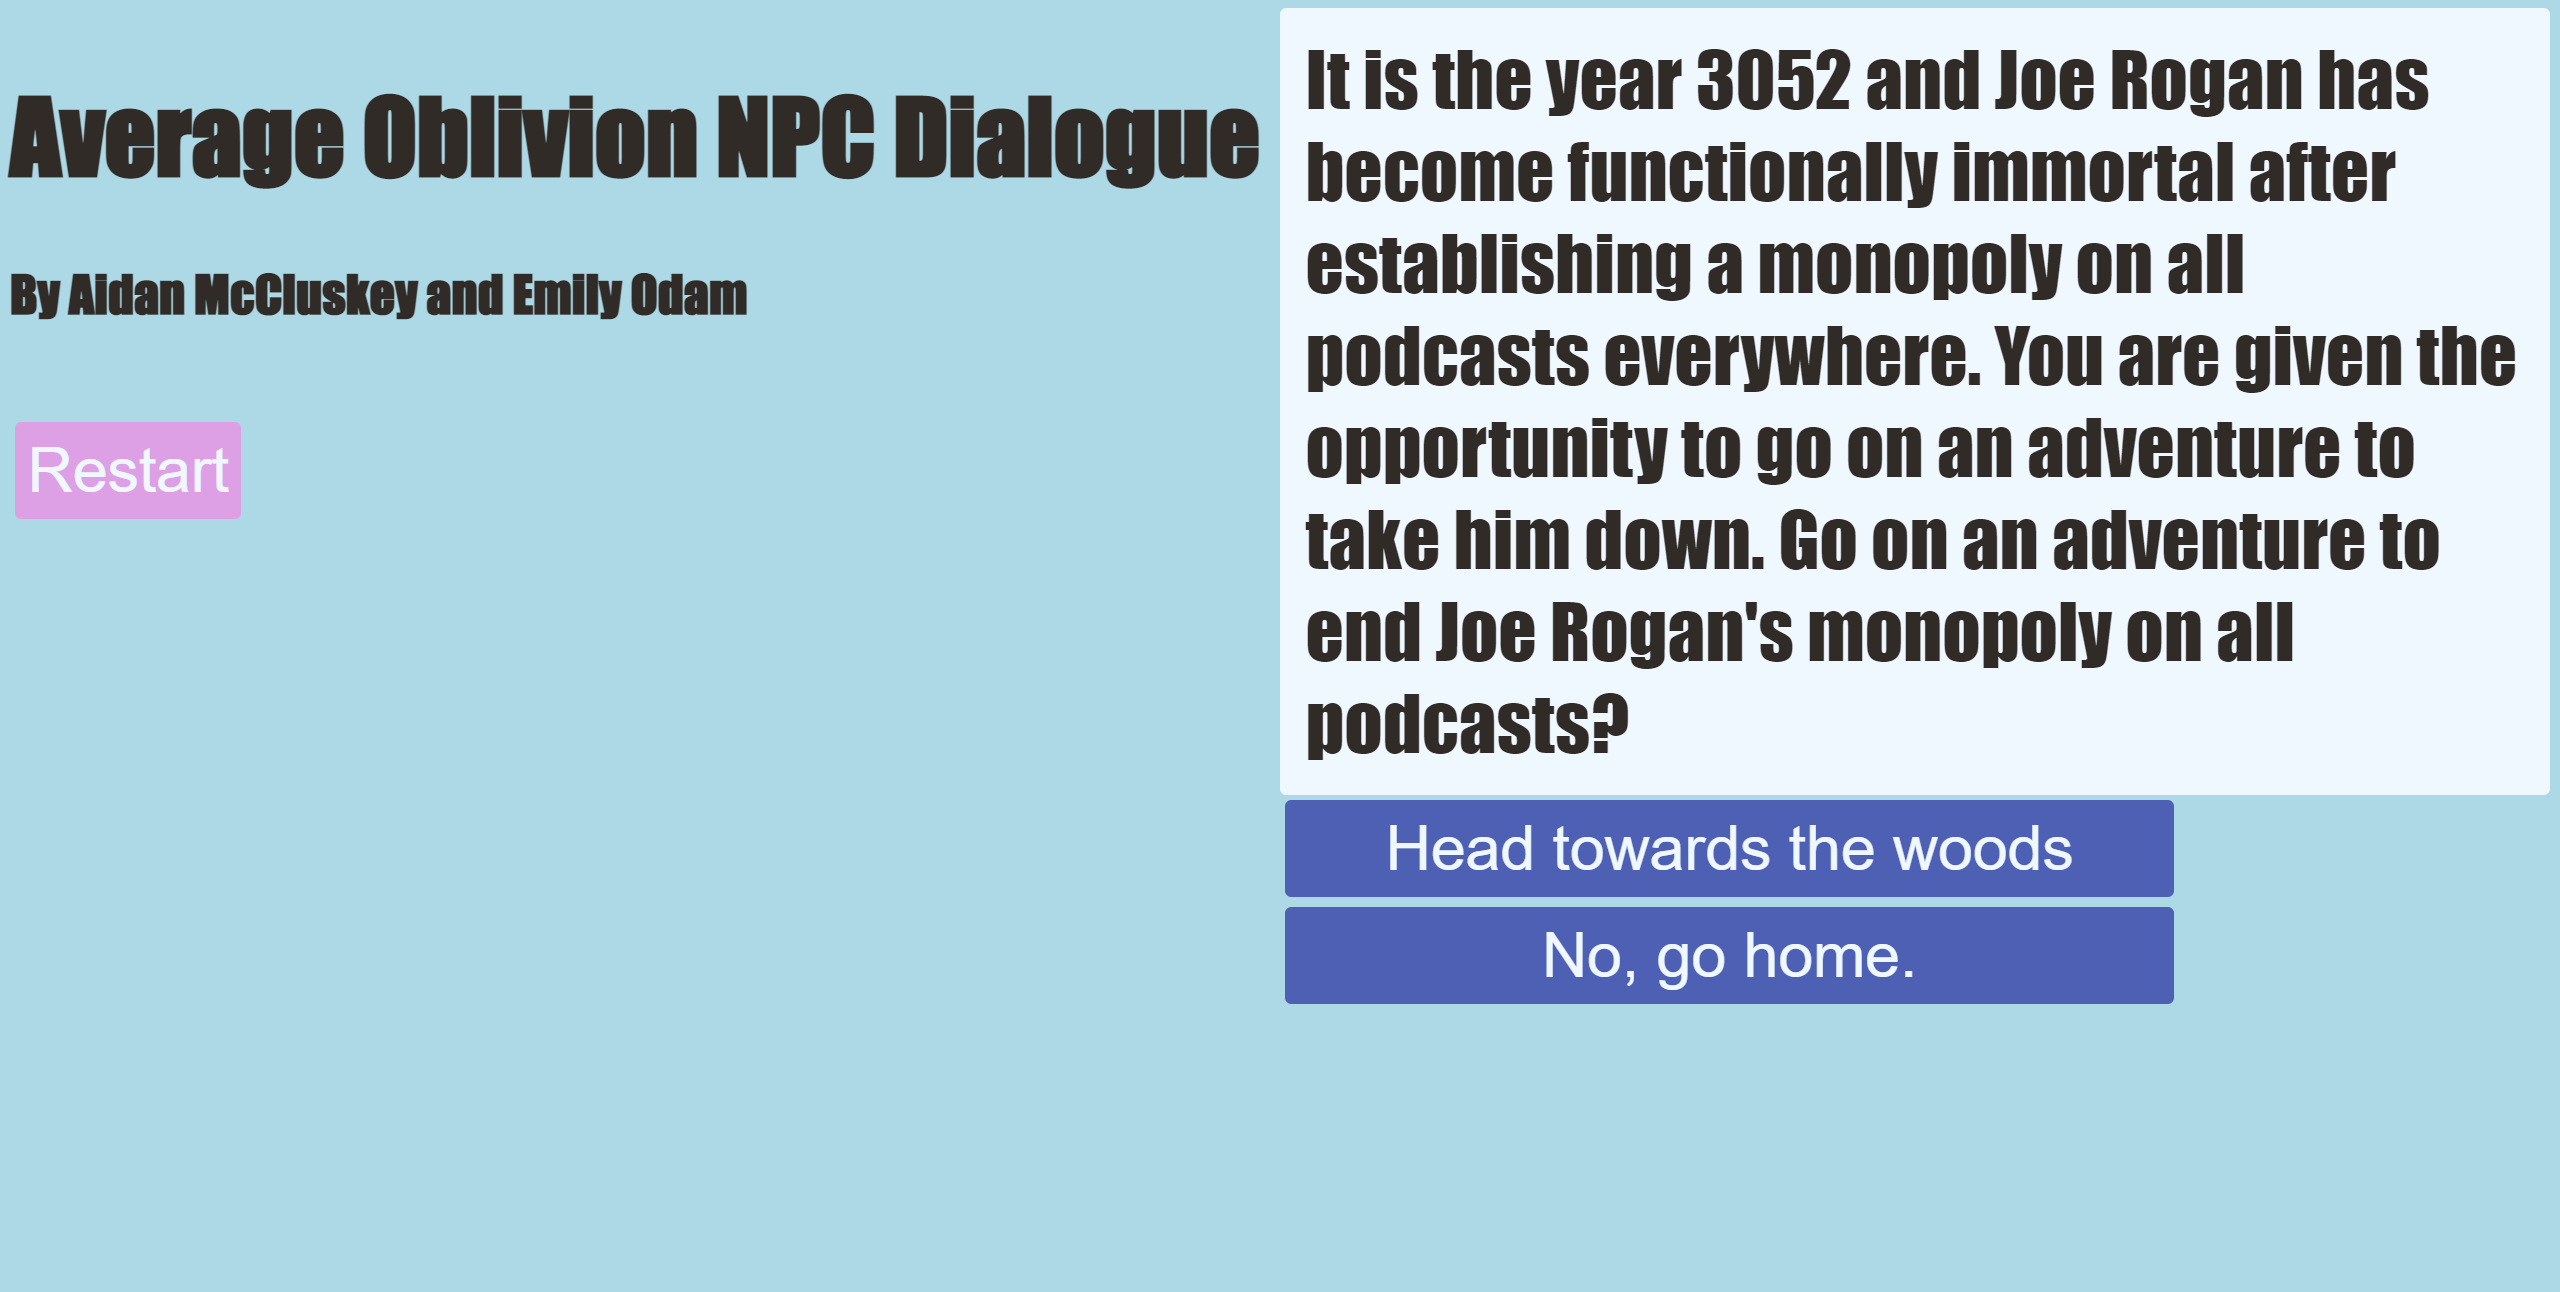 Average Oblivion NPC Dialogue
By Aidan McCluskey and Emily Odam
Restart
It is the year 3052 and Joe Rogan has
become functionally immortal after
establishing a monopoly on all
podcasts everywhere. You are given the
opportunity to go on an adventure to
take him down. Go on an adventure to
end Joe Rogan's monopoly on all
podcasts?
Head towards the woods
No, go home.